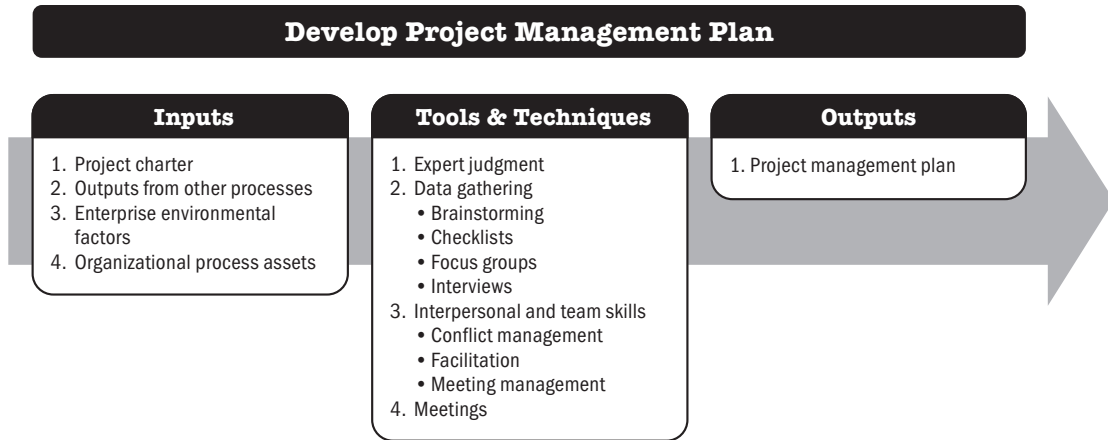 Develop Project Management Plan
Inputs
1. Project charter
2. Outputs from other processes
3. Enterprise environmental
factors
4. Organizational process assets
Tools & Techniques
1. Expert judgment
2. Data gathering
• Brainstorming
• Checklists
• Focus groups
• Interviews
3. Interpersonal and team skills
• Conflict management
• Facilitation
• Meeting management
4. Meetings
Outputs
1. Project management plan